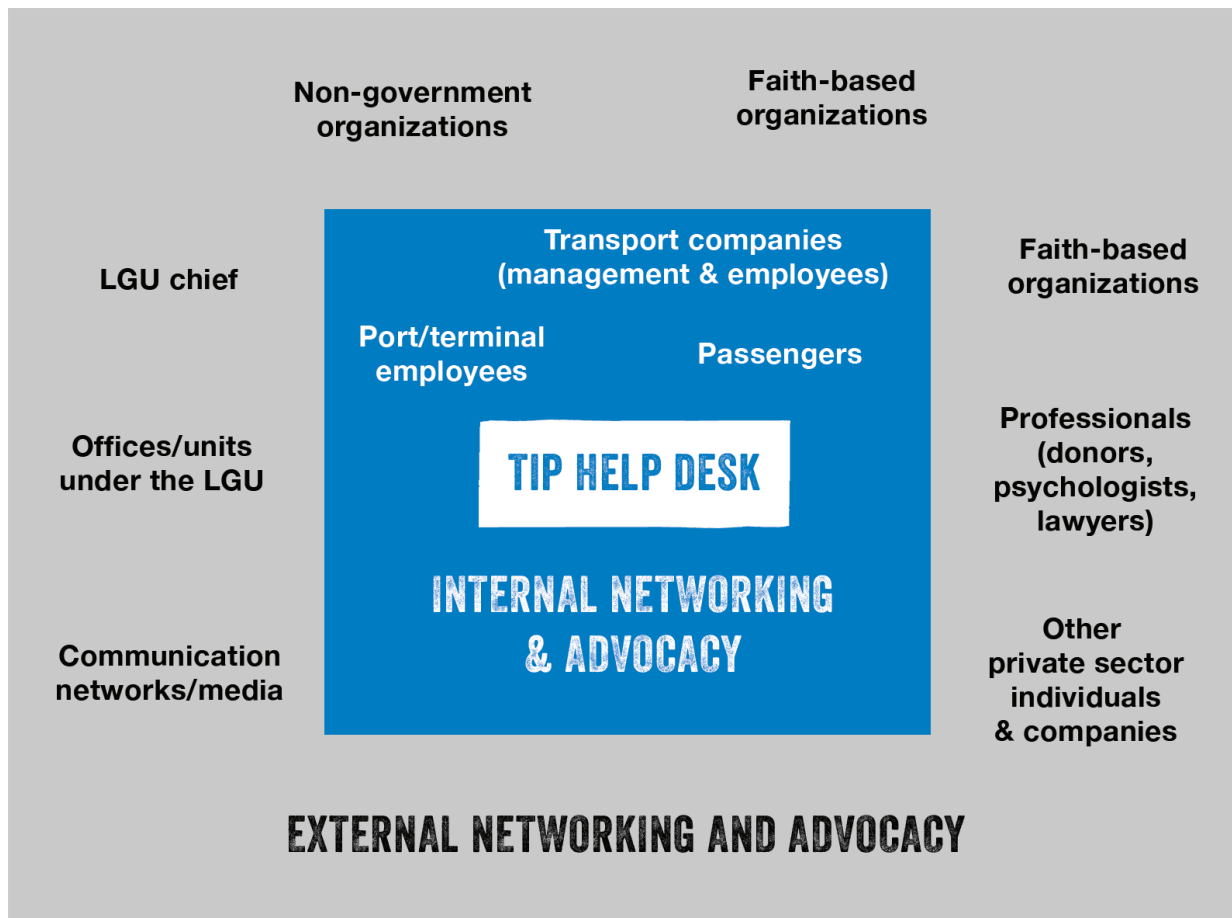 Non-government
organizations
Faith-based
organizations
LGU chief
Transport companies
(management & employees)
Faith-based
organizations
Port/terminal
employees
Passengers
Offices/units
under the LGU
TIP HELP DESK
Professionals
(donors,
psychologists,
lawyers)
INTERNAL NETWORKING
& ADVOCACY
Communication
networks/media
Other
private sector
individuals
& companies
EXTERNAL NETWORKING AND ADVOCACY